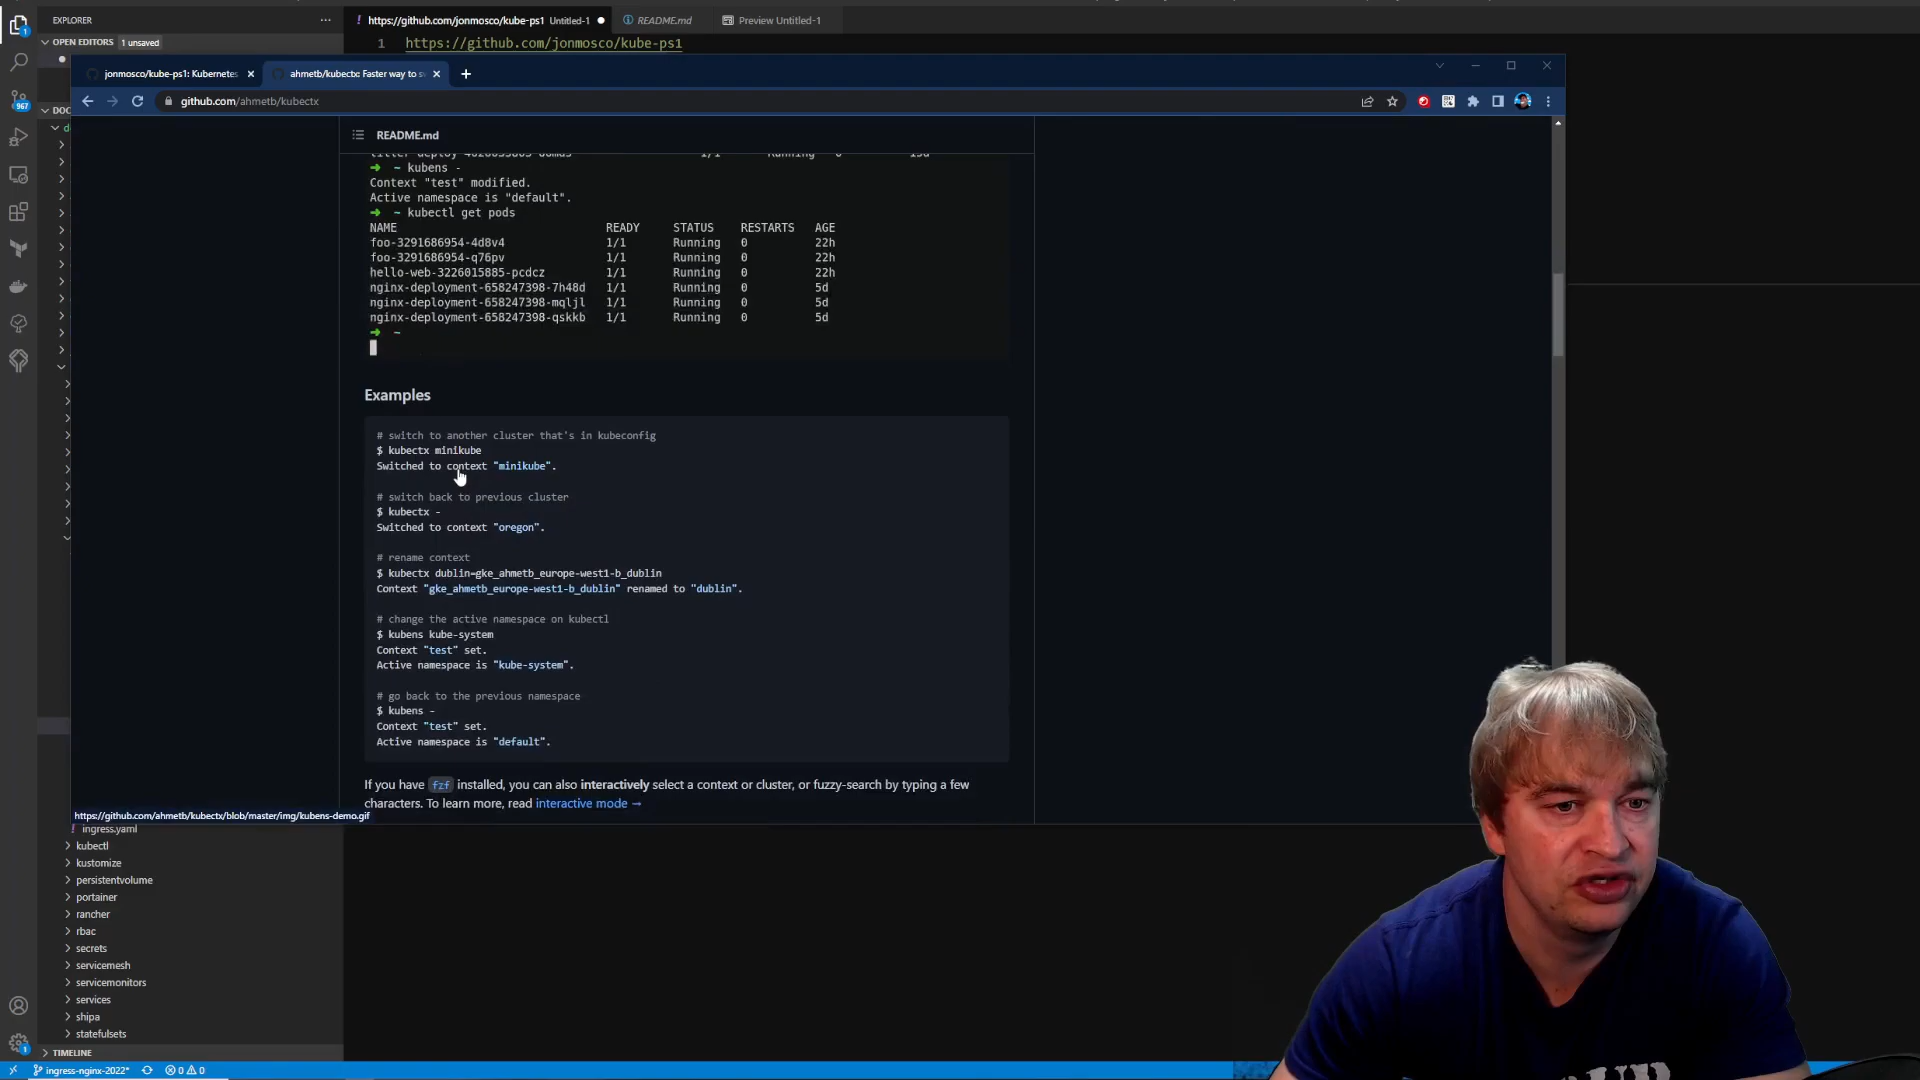 EXPLORER
···
OPEN EDITORS 1 unsaved
! https://github.com/jonmosco/kube-ps1 Untitled-1 ●
README.md
Preview Untitled-1
1 https://github.com/jonmosco/kube-ps1
jonmosco/kube-ps1: Kubernetes
ahmetb/kubectx: Faster way to
github.com/ahmetb/kubectx
967
README.md
➜ ~ kubens -
Context "test" modified.
Active namespace is "default".
➜ ~ kubectl get pods
NAME READY STATUS RESTARTS AGE
foo-3291686954-4d8v4 1/1 Running 0 22h
foo-3291686954-q76pv 1/1 Running 0 22h
hello-web-3226015885-pcdcz 1/1 Running 0 22h
nginx-deployment-658247398-7h48d 1/1 Running 0 5d
nginx-deployment-658247398-mqljl 1/1 Running 0 5d
nginx-deployment-658247398-qskkb 1/1 Running 0 5d
➜ ~
Examples
# switch to another cluster that's in kubeconfig
$ kubectx minikube
Switched to context "minikube".
# switch back to previous cluster
$ kubectx -
Switched to context "oregon".
# rename context
$ kubectx dublin=gke_ahmetb_europe-west1-b_dublin
Context "gke_ahmetb_europe-west1-b_dublin" renamed to "dublin".
# change the active namespace on kubectl
$ kubens kube-system
Context "test" set.
Active namespace is "kube-system".
# go back to the previous namespace
$ kubens -
Context "test" set.
Active namespace is "default".
If you have fzf installed, you can also interactively select a context or cluster, or fuzzy-search by typing a few
characters. To learn more, read interactive mode →
https://github.com/ahmetb/kubectx/blob/master/img/kubens-demo.gif
! ingress.yaml
kubectl
kustomize
persistentvolume
portainer
rancher
rbac
secrets
servicemesh
servicemonitors
services
shipa
statefulsets
TIMELINE
ingress-nginx-2022*
0 0